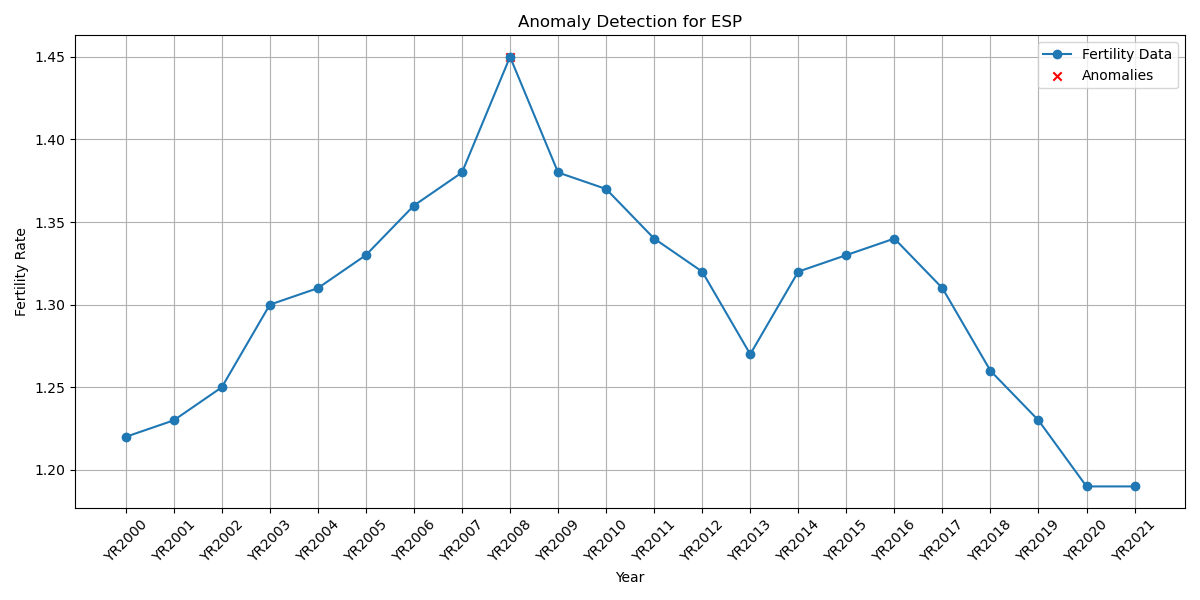 Anomaly Detection for ESP
Fertility Data
Anomalies
Fertility Rate
1.45
1.40
1.35
1.30
1.25
1.20
YR2000
YR2001
YR2002
YR2003
YR2004
YR2005
YR2006
YR2007
YR2008
YR2009
YR2010
YR2011
YR2012
YR2013
YR2014
YR2015
YR2016
YR2017
YR2018
YR2019
YR2020
YR2021
Year